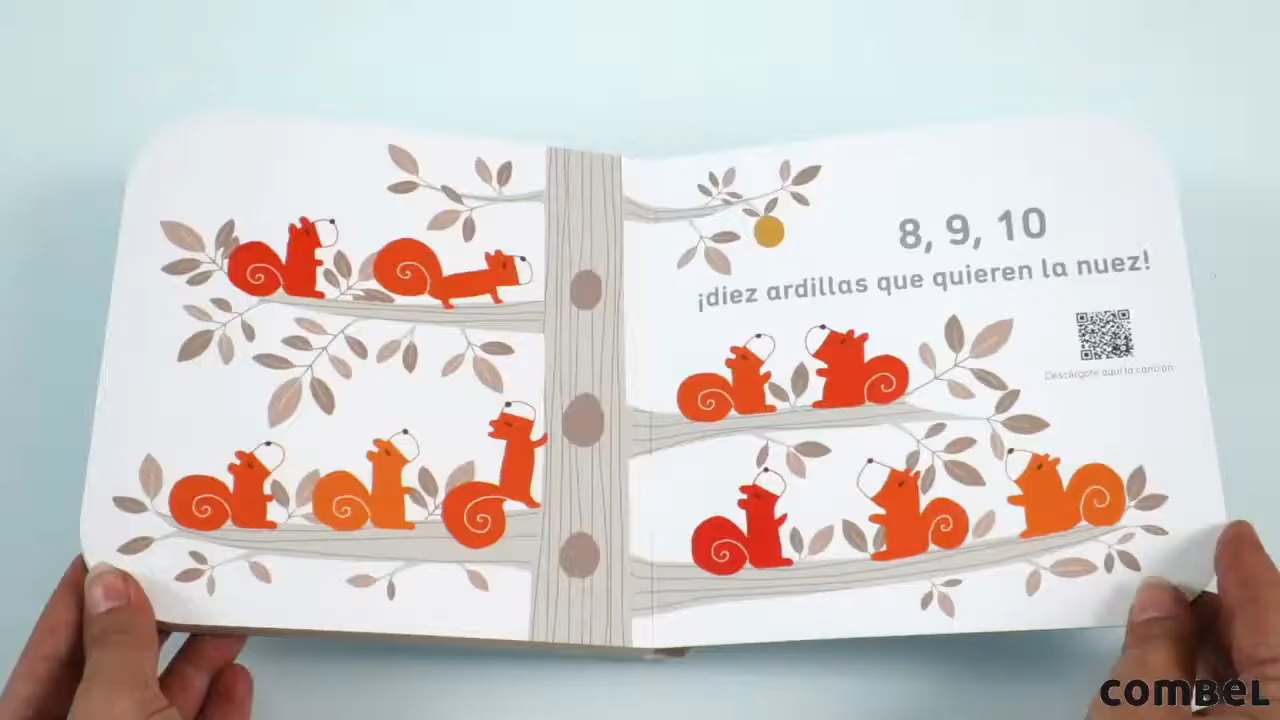 8, 9, 10
¡diez ardillas que quieren la nuez!
Descárgate aquí la canción
combel